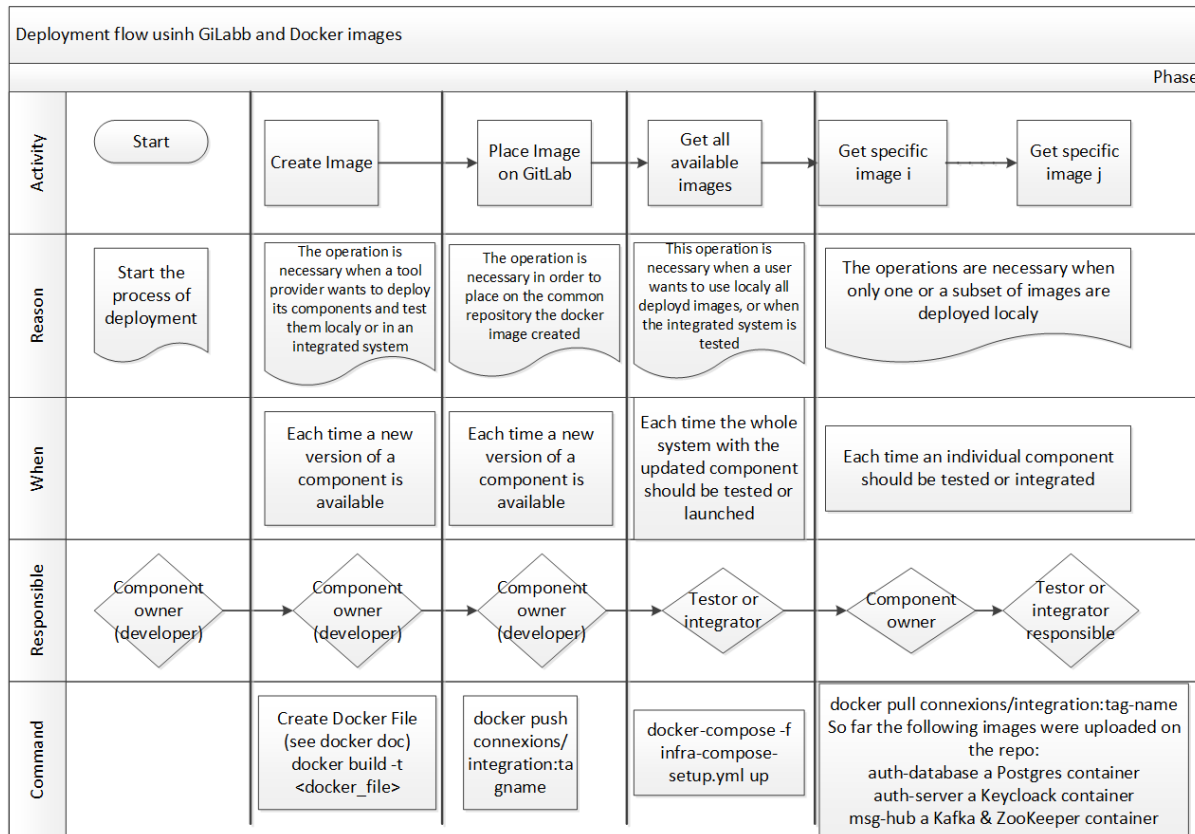 Deployment flow usinh GiLabb and Docker images
Phase
Activity
Start
Create Image
Place Image
on GitLab
Get all
available
images
Get specific
image i
Get specific
image j
Reason
Start the
process of
deployment
The operation is
necessary when a tool
provider wants to deploy
its components and test
them localy or in an
integrated system
The operation is
necessary in order to
place on the common
repository the docker
image created
This operation is
necessary when a user
wants to use localy all
deployd images, or when
the integrated system is
tested
The operations are necessary when
only one or a subset of images are
deployed localy
When
Each time a new
version of a
component is
available
Each time a new
version of a
component is
available
Each time the whole
system with the
updated component
should be tested or
launched
Each time an individual component
should be tested or integrated
Responsible
Component
owner
(developer)
Component
owner
(developer)
Component
owner
(developer)
Testor or
integrator
Component
owner
Testor or
integrator
responsible
Command
Create Docker File
(see docker doc)
docker build -t
<docker_file>
docker push
connexions/
integration:ta
gname
docker-compose -f
infra-compose-
setup.yml up
docker pull connexions/integration:tag-name
So far the following images were uploaded on
the repo:
auth-database a Postgres container
auth-server a Keycloack container
msg-hub a Kafka & ZooKeeper container